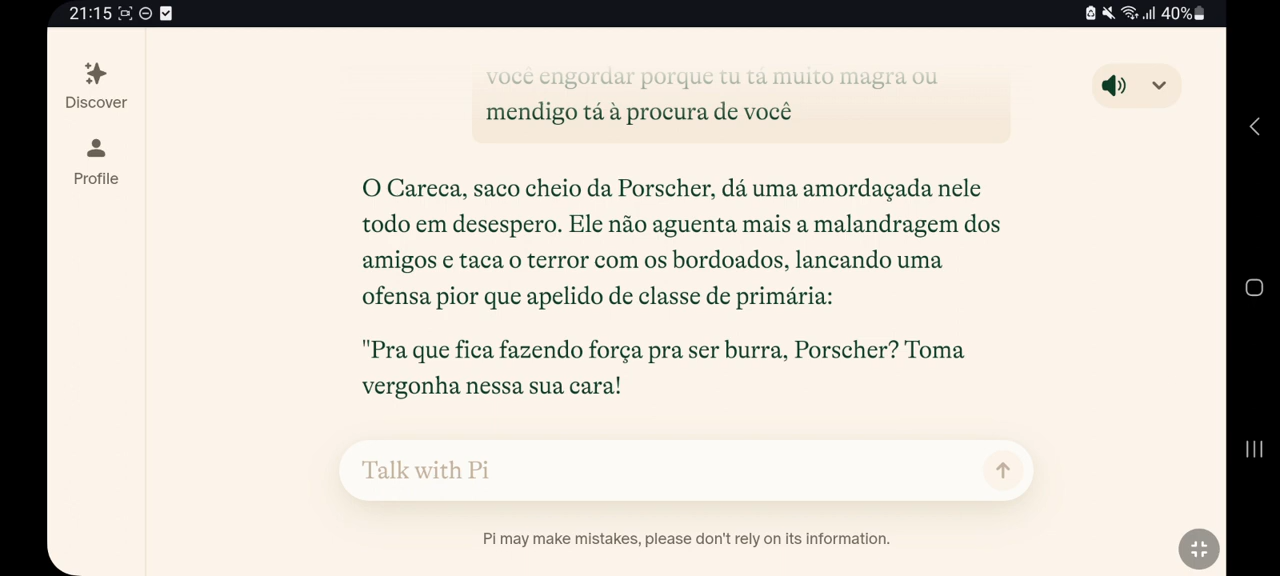 21:15
40%
Discover
Profile
você engordar porque tu tá muito magra ou
mendigo tá à procura de você
O Careca, saco cheio da Porscher, dá uma amordaçada nele
todo em desespero. Ele não aguenta mais a malandragem dos
amigos e taca o terror com os bordoados, lancando uma
ofensa pior que apelido de classe de primária:
"Pra que fica fazendo força pra ser burra, Porscher? Toma
vergonha nessa sua cara!
Talk with Pi
Pi may make mistakes, please don't rely on its information.